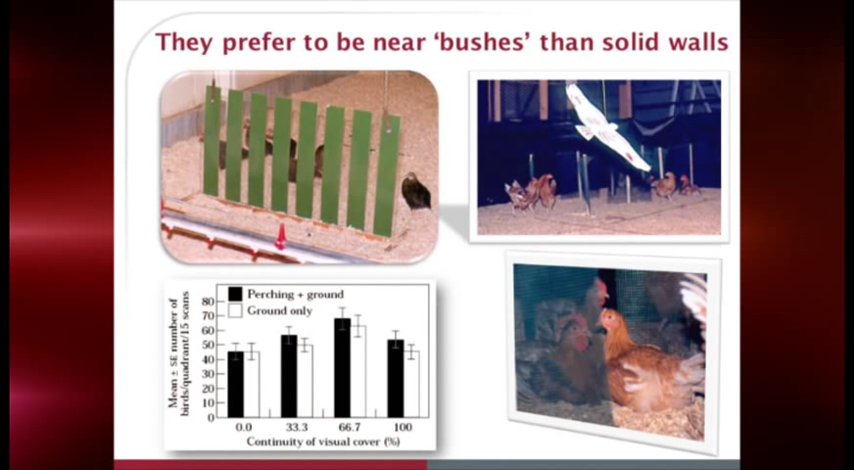 They prefer to be near ‘bushes’ than solid walls
Mean ± SE number of
birds/quadrant/15 scans
80
70
60
50
40
30
20
10
0
Perching + ground
Ground only
0.0 33.3 66.7 100
Continuity of visual cover (%)